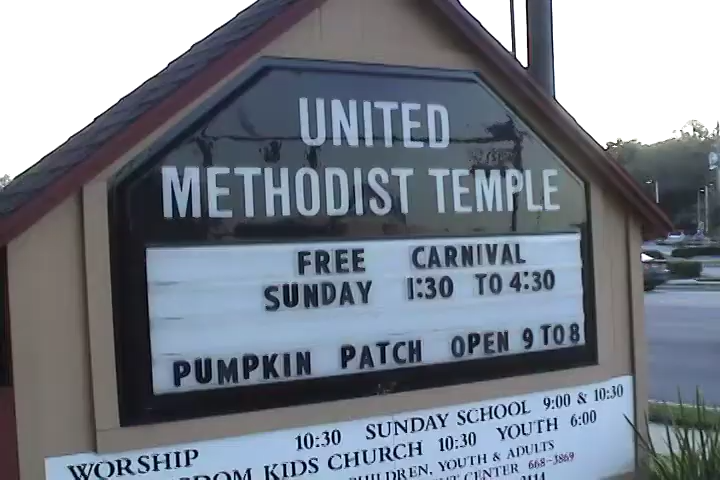 UNITED
METHODIST TEMPLE
FREE CARNIVAL
SUNDAY 1:30 TO 4:30
PUMPKIN PATCH OPEN 9 TO 8
WORSHIP 10:30 SUNDAY SCHOOL 9:00 & 10:30
KIDS CHURCH 10:30 YOUTH 6:00
CHILDREN, YOUTH & ADULTS
CENTER 668-3869